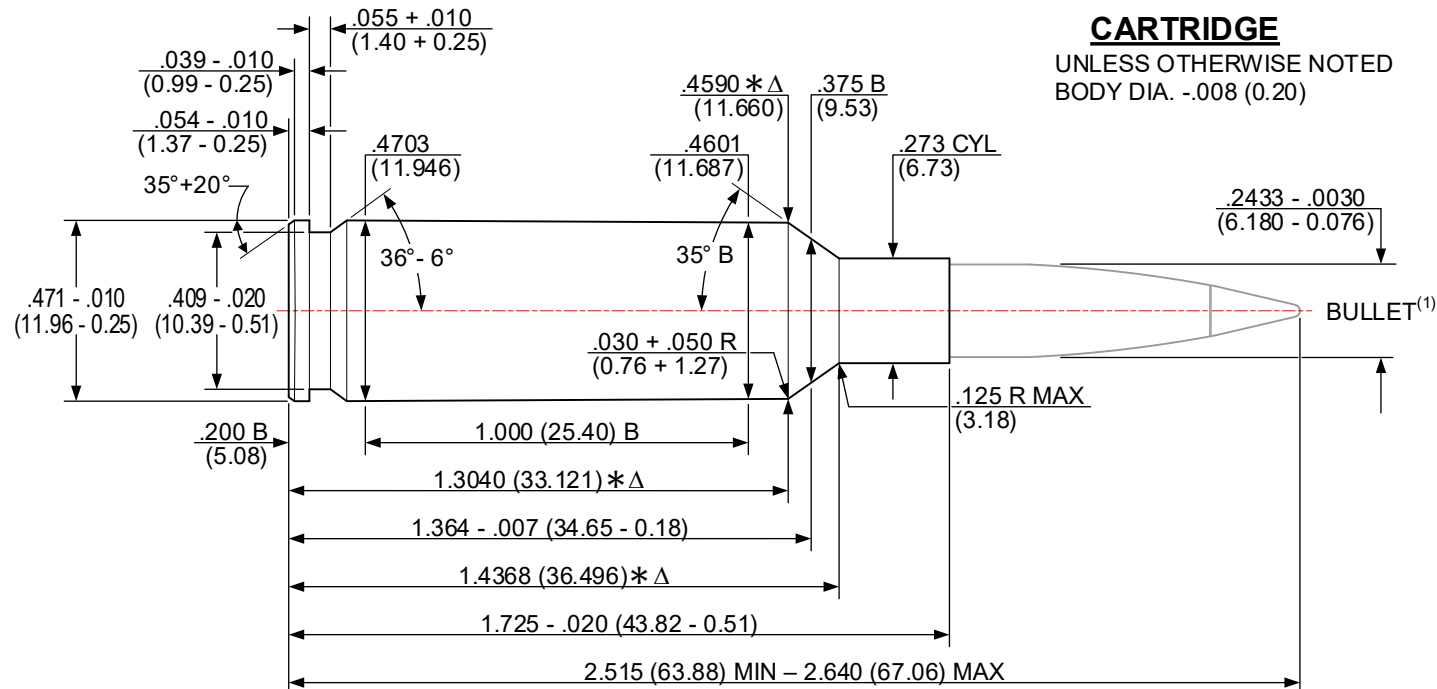 CARTRIDGE
UNLESS OTHERWISE NOTED
BODY DIA. -.008 (0.20)
.055 + .010
(1.40 + 0.25)
.039 - .010
(0.99 - 0.25)
.054 - .010
(1.37 - 0.25)
35°+20°
.4703
(11.946)
.4590 * Δ
(11.660)
.375 B
(9.53)
.4601
(11.687)
.273 CYL
(6.73)
.2433 - .0030
(6.180 - 0.076)
36°- 6°
35° B
.471 - .010
(11.96 - 0.25)
.409 - .020
(10.39 - 0.51)
BULLET(1)
.030 + .050 R
(0.76 + 1.27)
.125 R MAX
(3.18)
.200 B
(5.08)
1.000 (25.40) B
1.3040 (33.121) * Δ
1.364 - .007 (34.65 - 0.18)
1.4368 (36.496) * Δ
1.725 - .020 (43.82 - 0.51)
2.515 (63.88) MIN – 2.640 (67.06) MAX